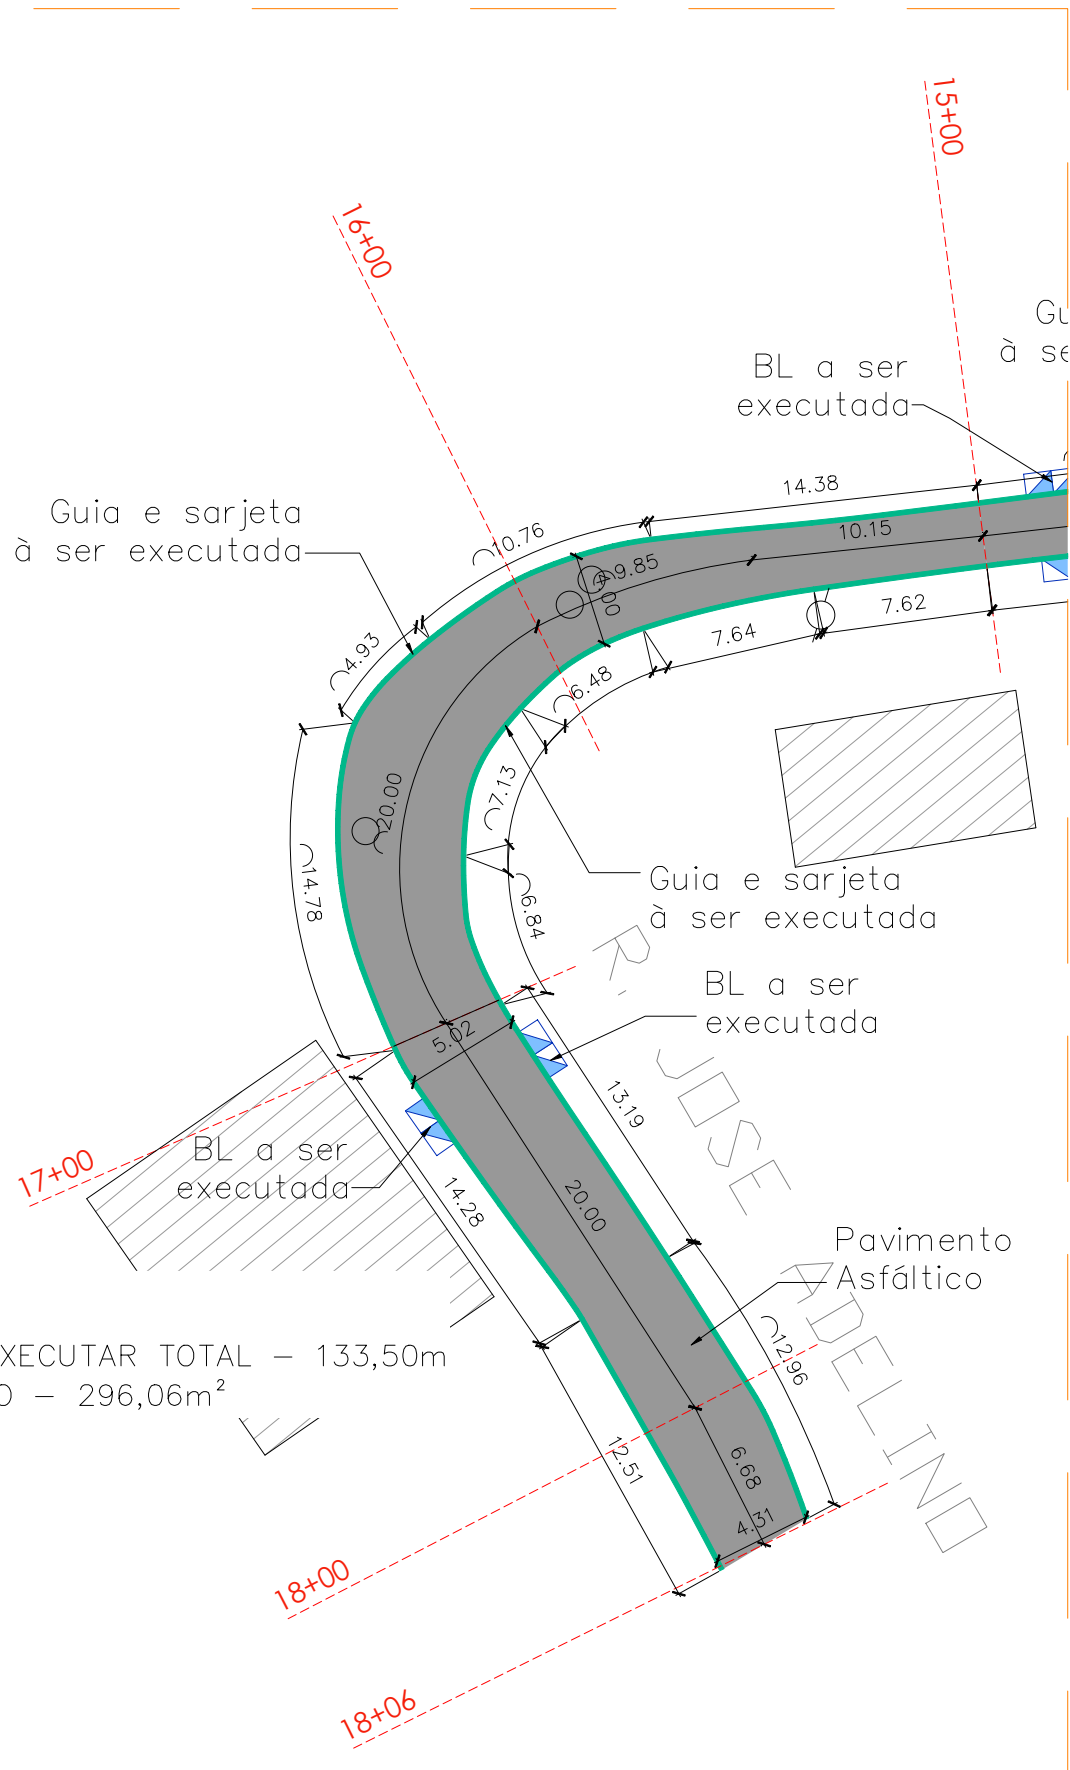 15+00
16+00
Gu
à se
BL a ser
executada
14.38
Guia e sarjeta
à ser executada
10.76
10.15
9.85
4.00
7.62
7.64
4.93
6.48
7.13
20.00
14.78
Guia e sarjeta
à ser executada
6.84
R. JOSE ADELINO
BL a ser
executada
5.02
13.19
17+00
BL a ser
executada
14.28
20.00
Pavimento
Asfáltico
12.96
XECUTAR TOTAL – 133,50m
O – 296,06m²
12.51
6.68
4.31
18+00
18+06